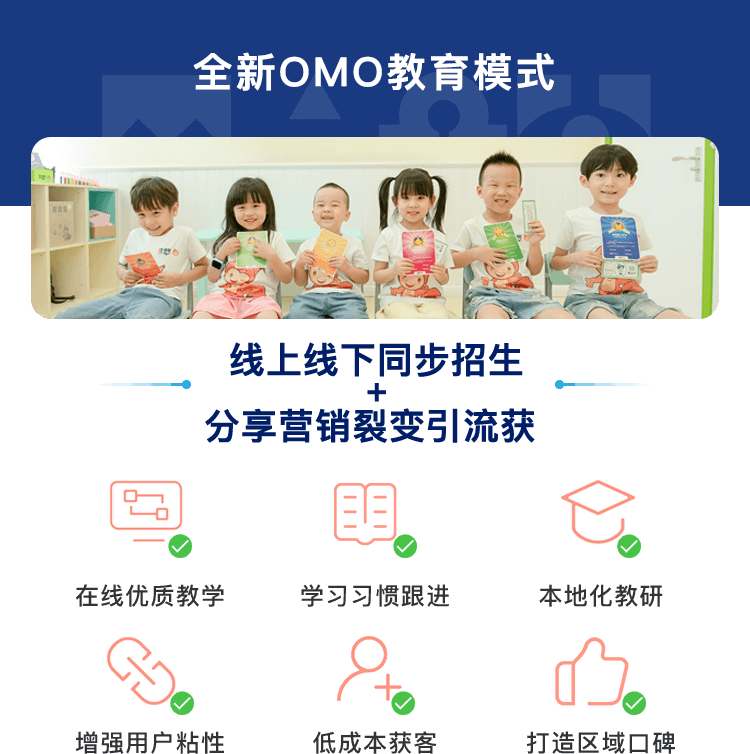 全新OMO教育模式
线上线下同步招生
+
分享营销裂变引流获
在线优质教学
学习习惯跟进
本地化教研
增强用户粘性
低成本获客
打造区域口碑